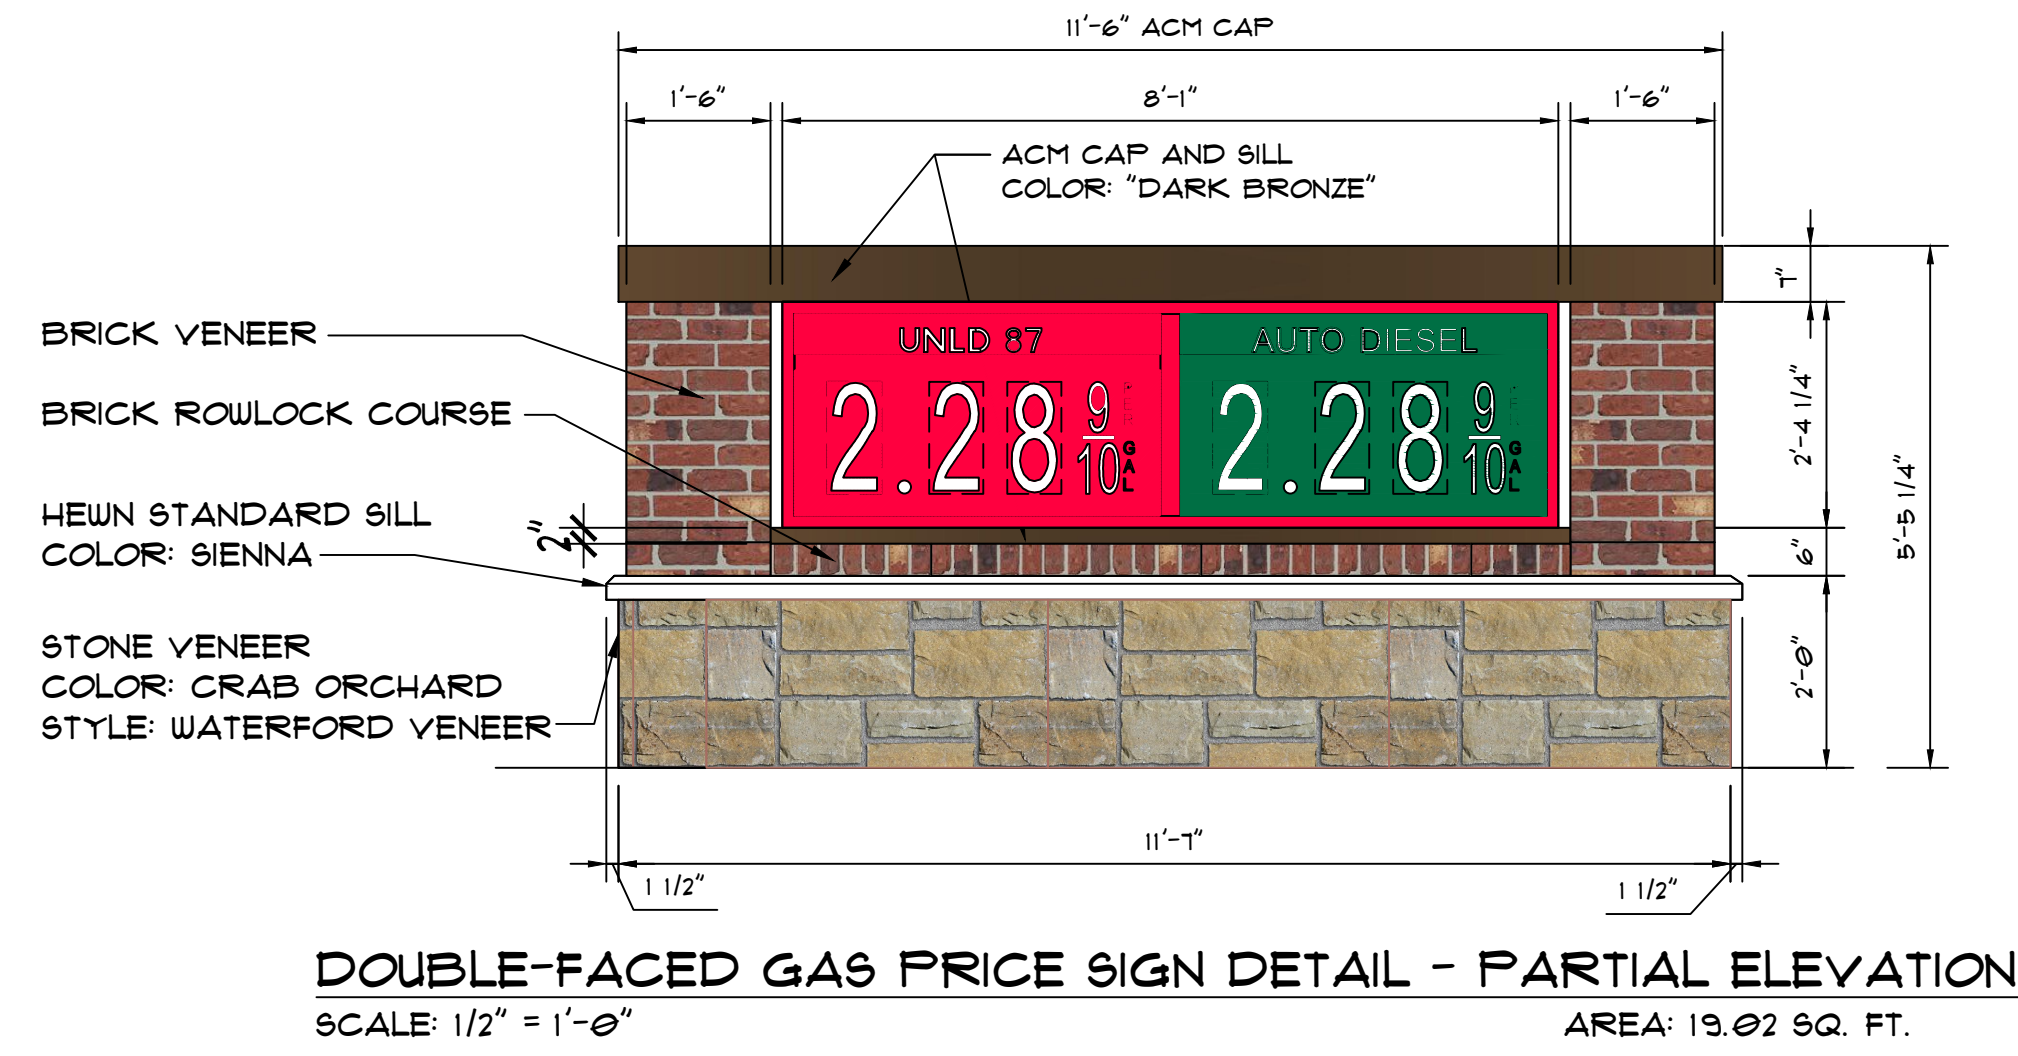 11'-6" ACM CAP
1'-6"
8'-1"
1'-6"
ACM CAP AND SILL
COLOR: "DARK BRONZE"
7"
BRICK VENEER
UNLD 87
AUTO DIESEL
2.28 9/10 PER GAL
2.28 9/10 PER GAL
2'-4 1/4"
BRICK ROWLOCK COURSE
HEWN STANDARD SILL
COLOR: SIENNA
2"
6"
5'-5 1/4"
STONE VENEER
COLOR: CRAB ORCHARD
STYLE: WATERFORD VENEER
2'-0"
11'-7"
1 1/2"
1 1/2"
DOUBLE-FACED GAS PRICE SIGN DETAIL - PARTIAL ELEVATION
SCALE: 1/2" = 1'-0"
AREA: 19.02 SQ. FT.